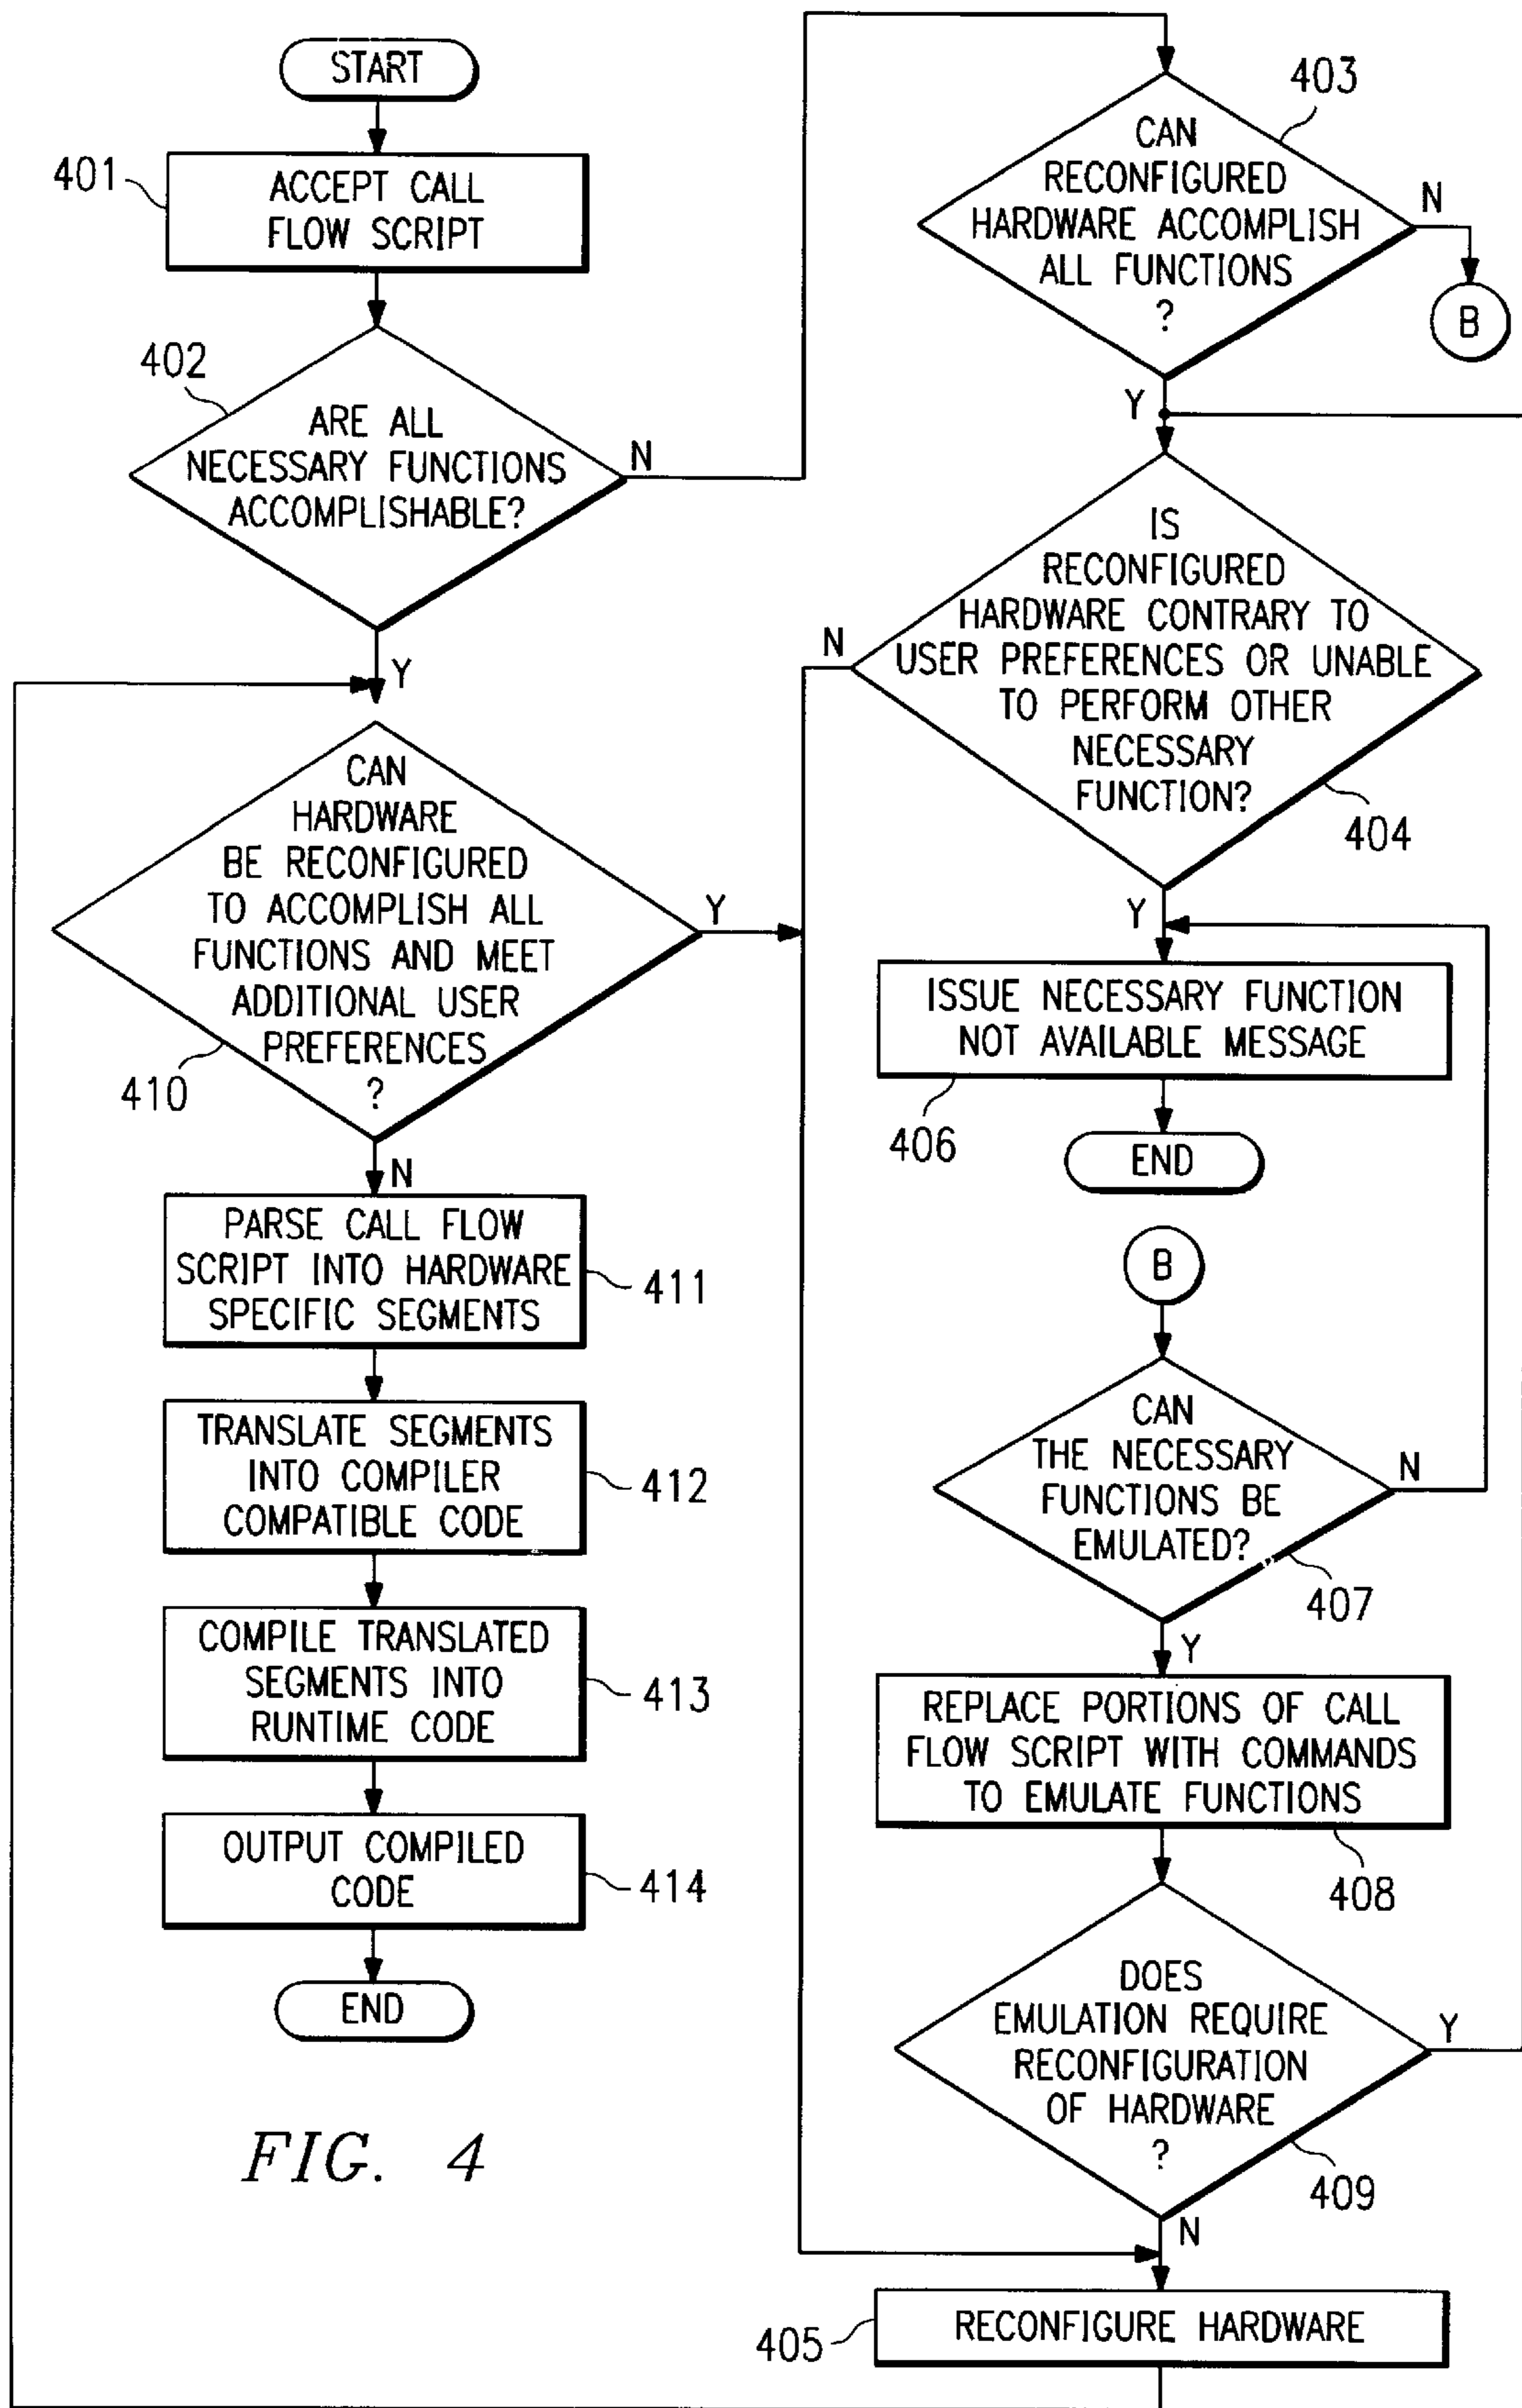 START
401
ACCEPT CALL
FLOW SCRIPT
402
ARE ALL
NECESSARY FUNCTIONS
ACCOMPLISHABLE?
N
Y
CAN
HARDWARE
BE RECONFIGURED
TO ACCOMPLISH ALL
FUNCTIONS AND MEET
ADDITIONAL USER
PREFERENCES
?
410
Y
N
PARSE CALL FLOW
SCRIPT INTO HARDWARE
SPECIFIC SEGMENTS
411
TRANSLATE SEGMENTS
INTO COMPILER
COMPATIBLE CODE
412
COMPILE TRANSLATED
SEGMENTS INTO
RUNTIME CODE
413
OUTPUT COMPILED
CODE
414
END
FIG. 4
403
CAN
RECONFIGURED
HARDWARE ACCOMPLISH
ALL FUNCTIONS
?
N
B
Y
IS
RECONFIGURED
HARDWARE CONTRARY TO
USER PREFERENCES OR UNABLE
TO PERFORM OTHER
NECESSARY
FUNCTION?
N
404
Y
ISSUE NECESSARY FUNCTION
NOT AVAILABLE MESSAGE
406
END
B
CAN
THE NECESSARY
FUNCTIONS BE
EMULATED?
N
407
Y
REPLACE PORTIONS OF CALL
FLOW SCRIPT WITH COMMANDS
TO EMULATE FUNCTIONS
408
DOES
EMULATION REQUIRE
RECONFIGURATION
OF HARDWARE
?
Y
409
N
RECONFIGURE HARDWARE
405